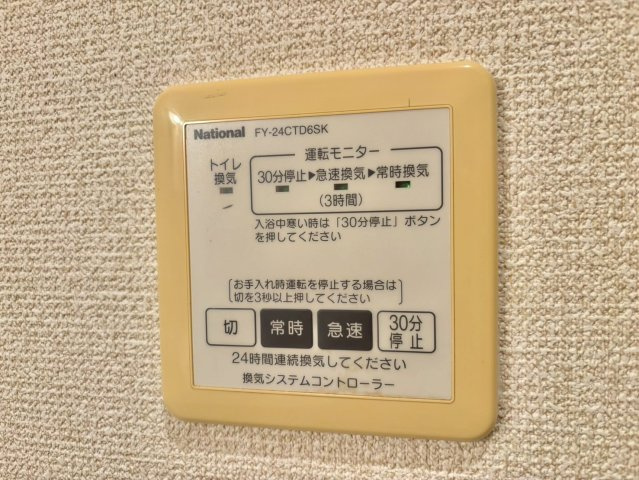 National FY-24CTD6SK
運転モニター
トイレ
換気
30分停止▶急速換気▶常時換気
(3時間)
入浴中寒い時は「30分停止」ボタン
を押してください
お手入れ時運転を停止する場合は
切を3秒以上押してください
切 常時 急速 30分
停止
24時間連続換気してください
換気システムコントローラー